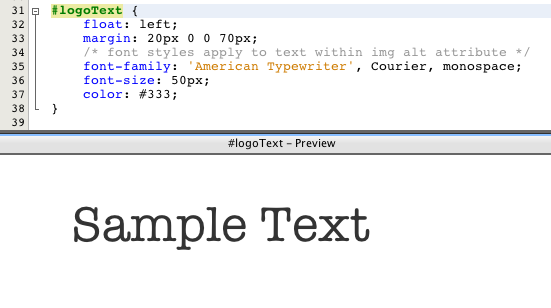 31 #logoText {
32 float: left;
33 margin: 20px 0 0 70px;
34 /* font styles apply to text within img alt attribute */
35 font-family: 'American Typewriter', Courier, monospace;
36 font-size: 50px;
37 color: #333;
38 }
39
#logoText – Preview
Sample Text